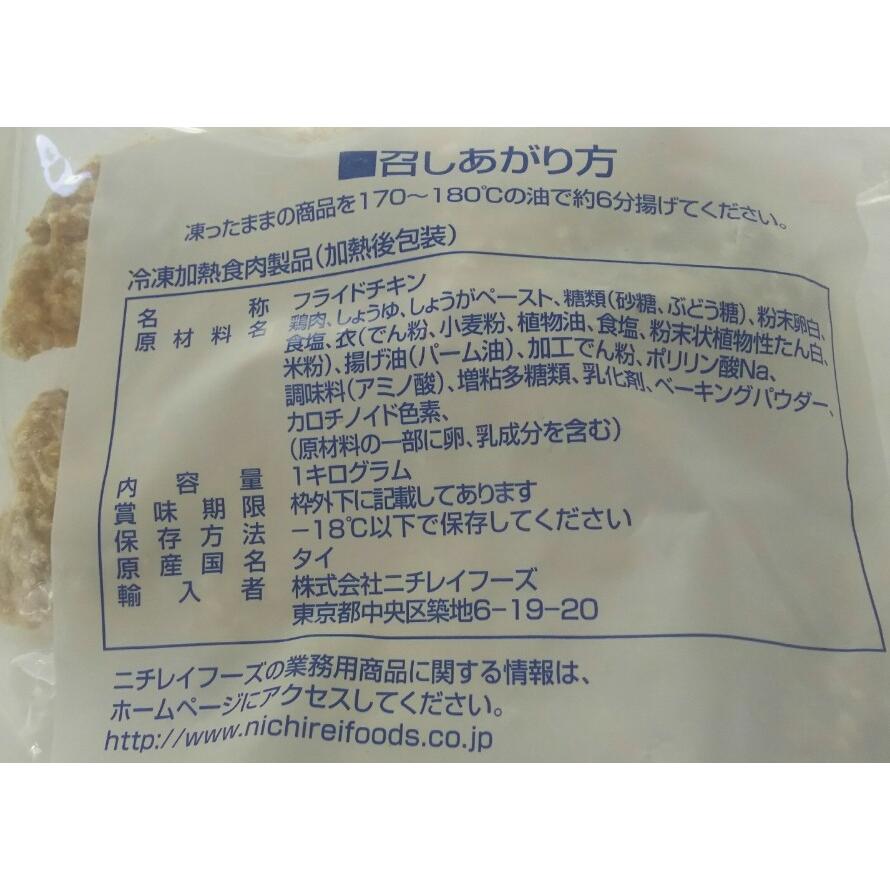 ■召しあがり方
凍ったままの商品を170〜180℃の油で約6分揚げてください。
冷凍加熱食肉製品(加熱後包装)
名称 フライドチキン
原材料名 鶏肉、しょうゆ、しょうがペースト、糖類(砂糖、ぶどう糖)、粉末卵白、
食塩、衣(でん粉、小麦粉、植物油、食塩、粉末状植物性たん白、
米粉)、揚げ油(パーム油)、加工でん粉、ポリリン酸Na、
調味料(アミノ酸)、増粘多糖類、乳化剤、ベーキングパウダー、
カロチノイド色素、
(原材料の一部に卵、乳成分を含む)
内容量 1キログラム
賞味期限 枠外下に記載してあります
保存方法 −18℃以下で保存してください
原産国名 タイ
輸入者 株式会社ニチレイフーズ
東京都中央区築地6−19−20
ニチレイフーズの業務用商品に関する情報は、
ホームページにアクセスしてください。
http://www.nichireifoods.co.jp